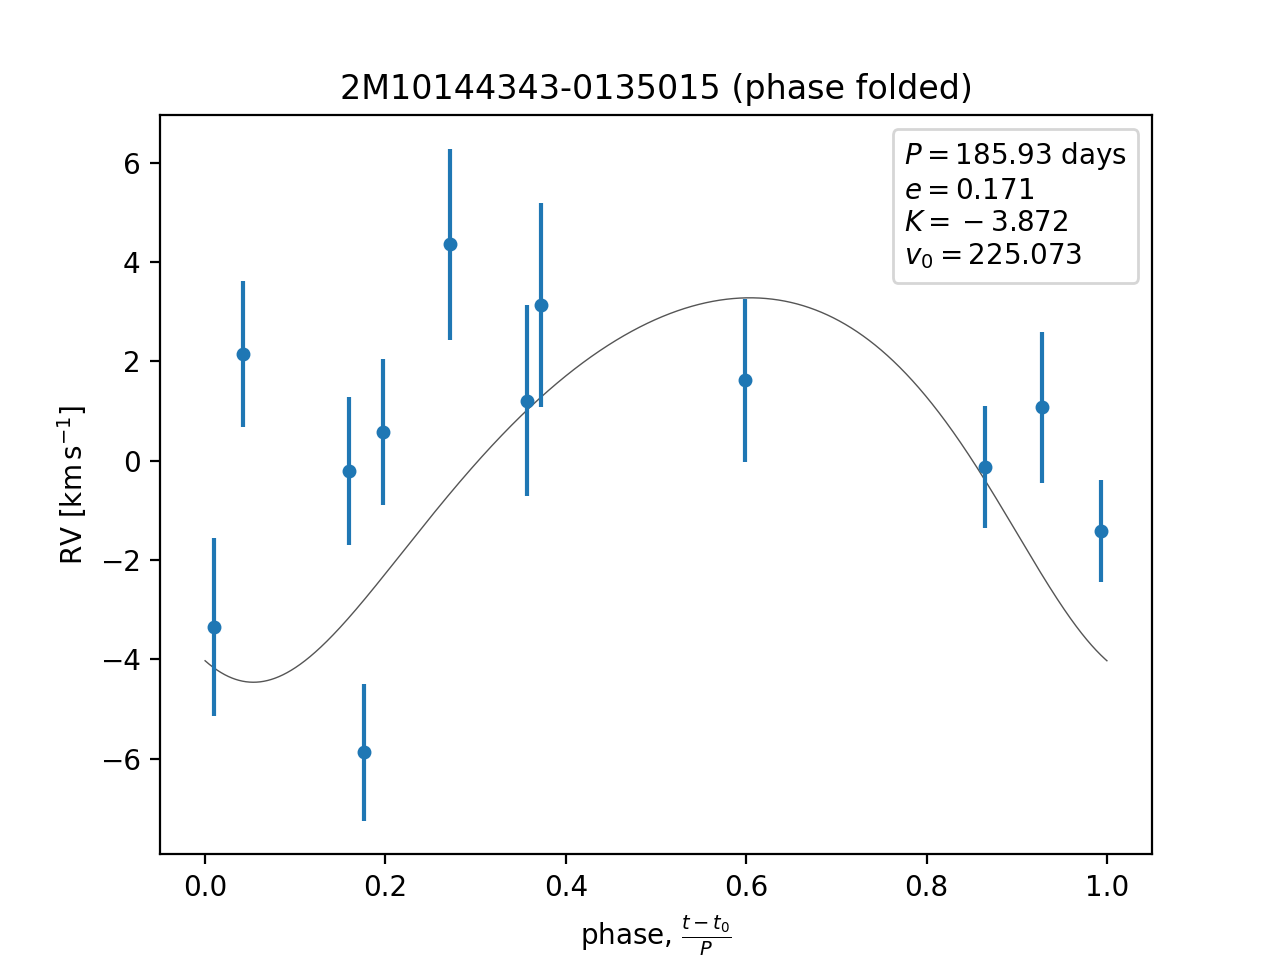 2M10144343-0135015 (phase folded)
P = 185.93 days
e = 0.171
K = −3.872
v₀ = 225.073
RV [km s⁻¹]
6
4
2
0
−2
−4
−6
0.0 0.2 0.4 0.6 0.8 1.0
phase, (t − t₀)/P